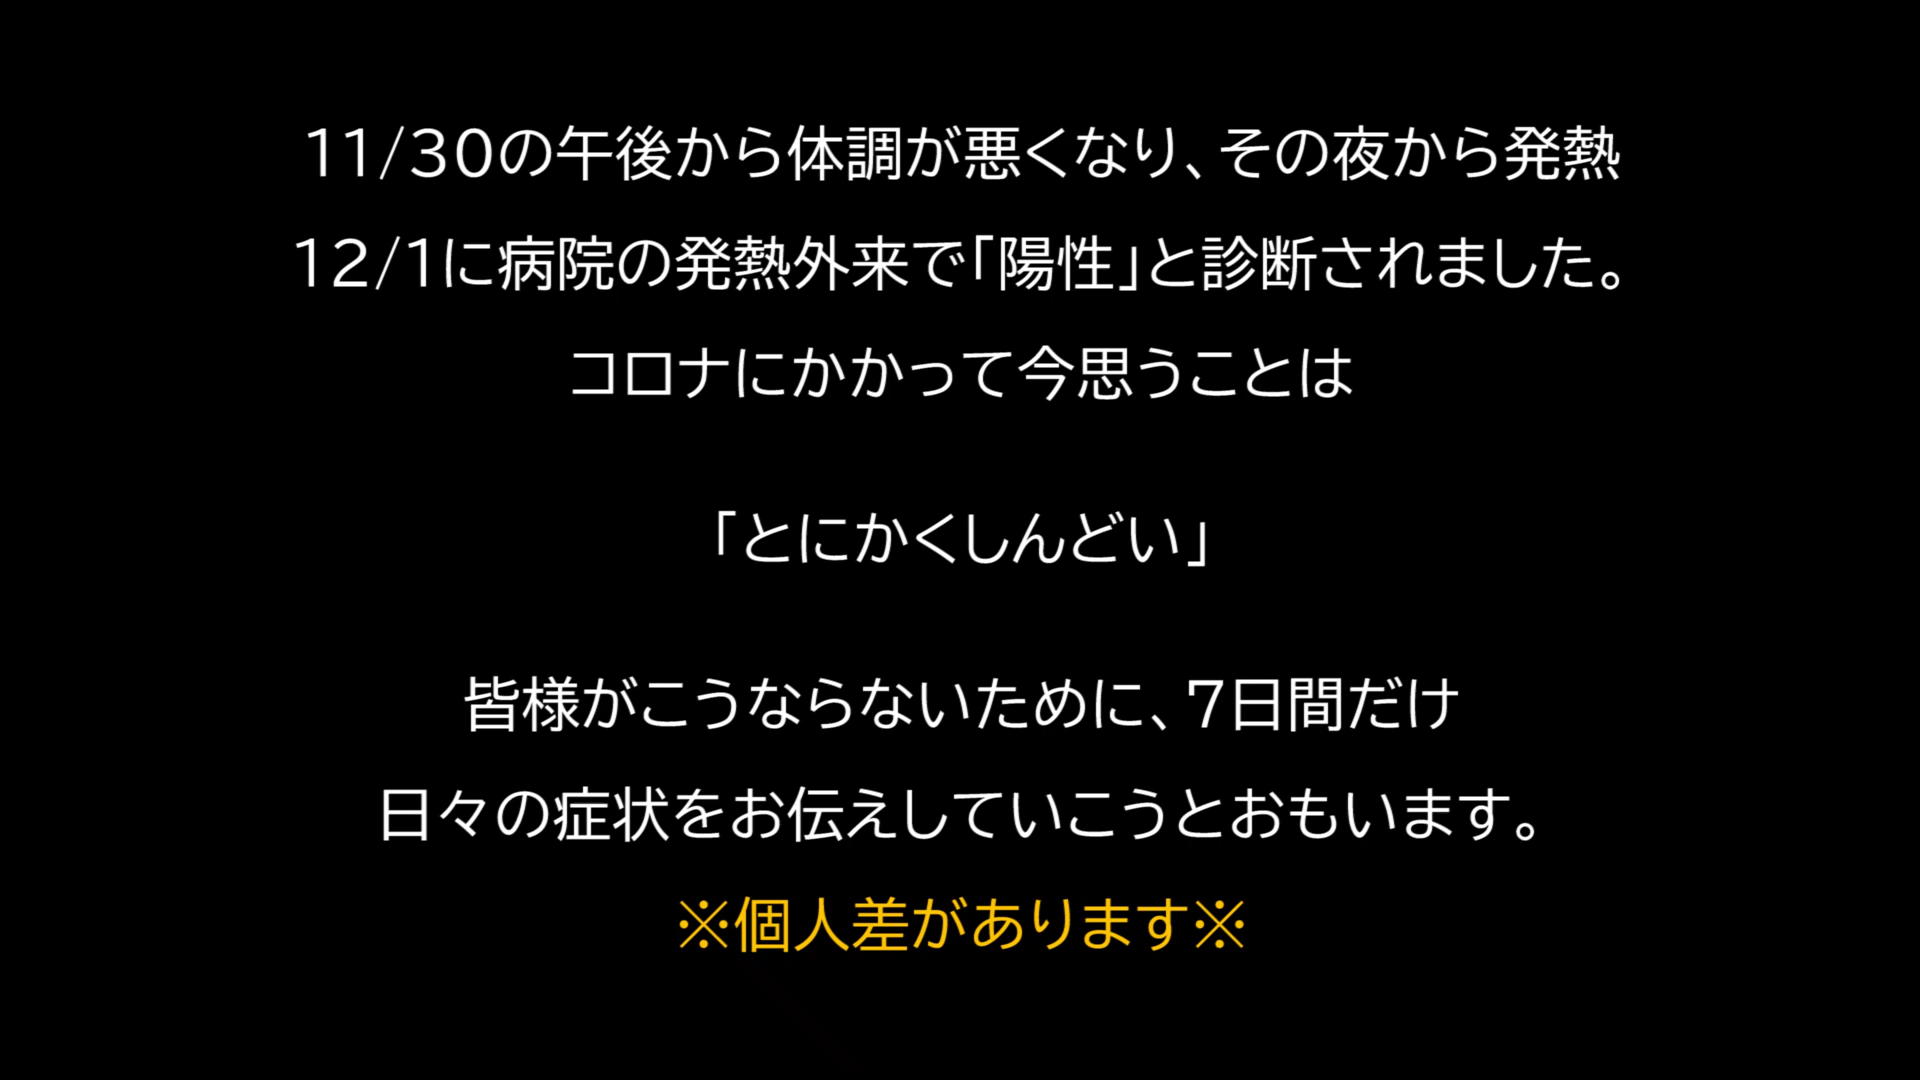 11/30の午後から体調が悪くなり、その夜から発熱
12/1に病院の発熱外来で「陽性」と診断されました。
コロナにかかって今思うことは
「とにかくしんどい」
皆様がこうならないために、7日間だけ
日々の症状をお伝えしていこうとおもいます。
※個人差があります※